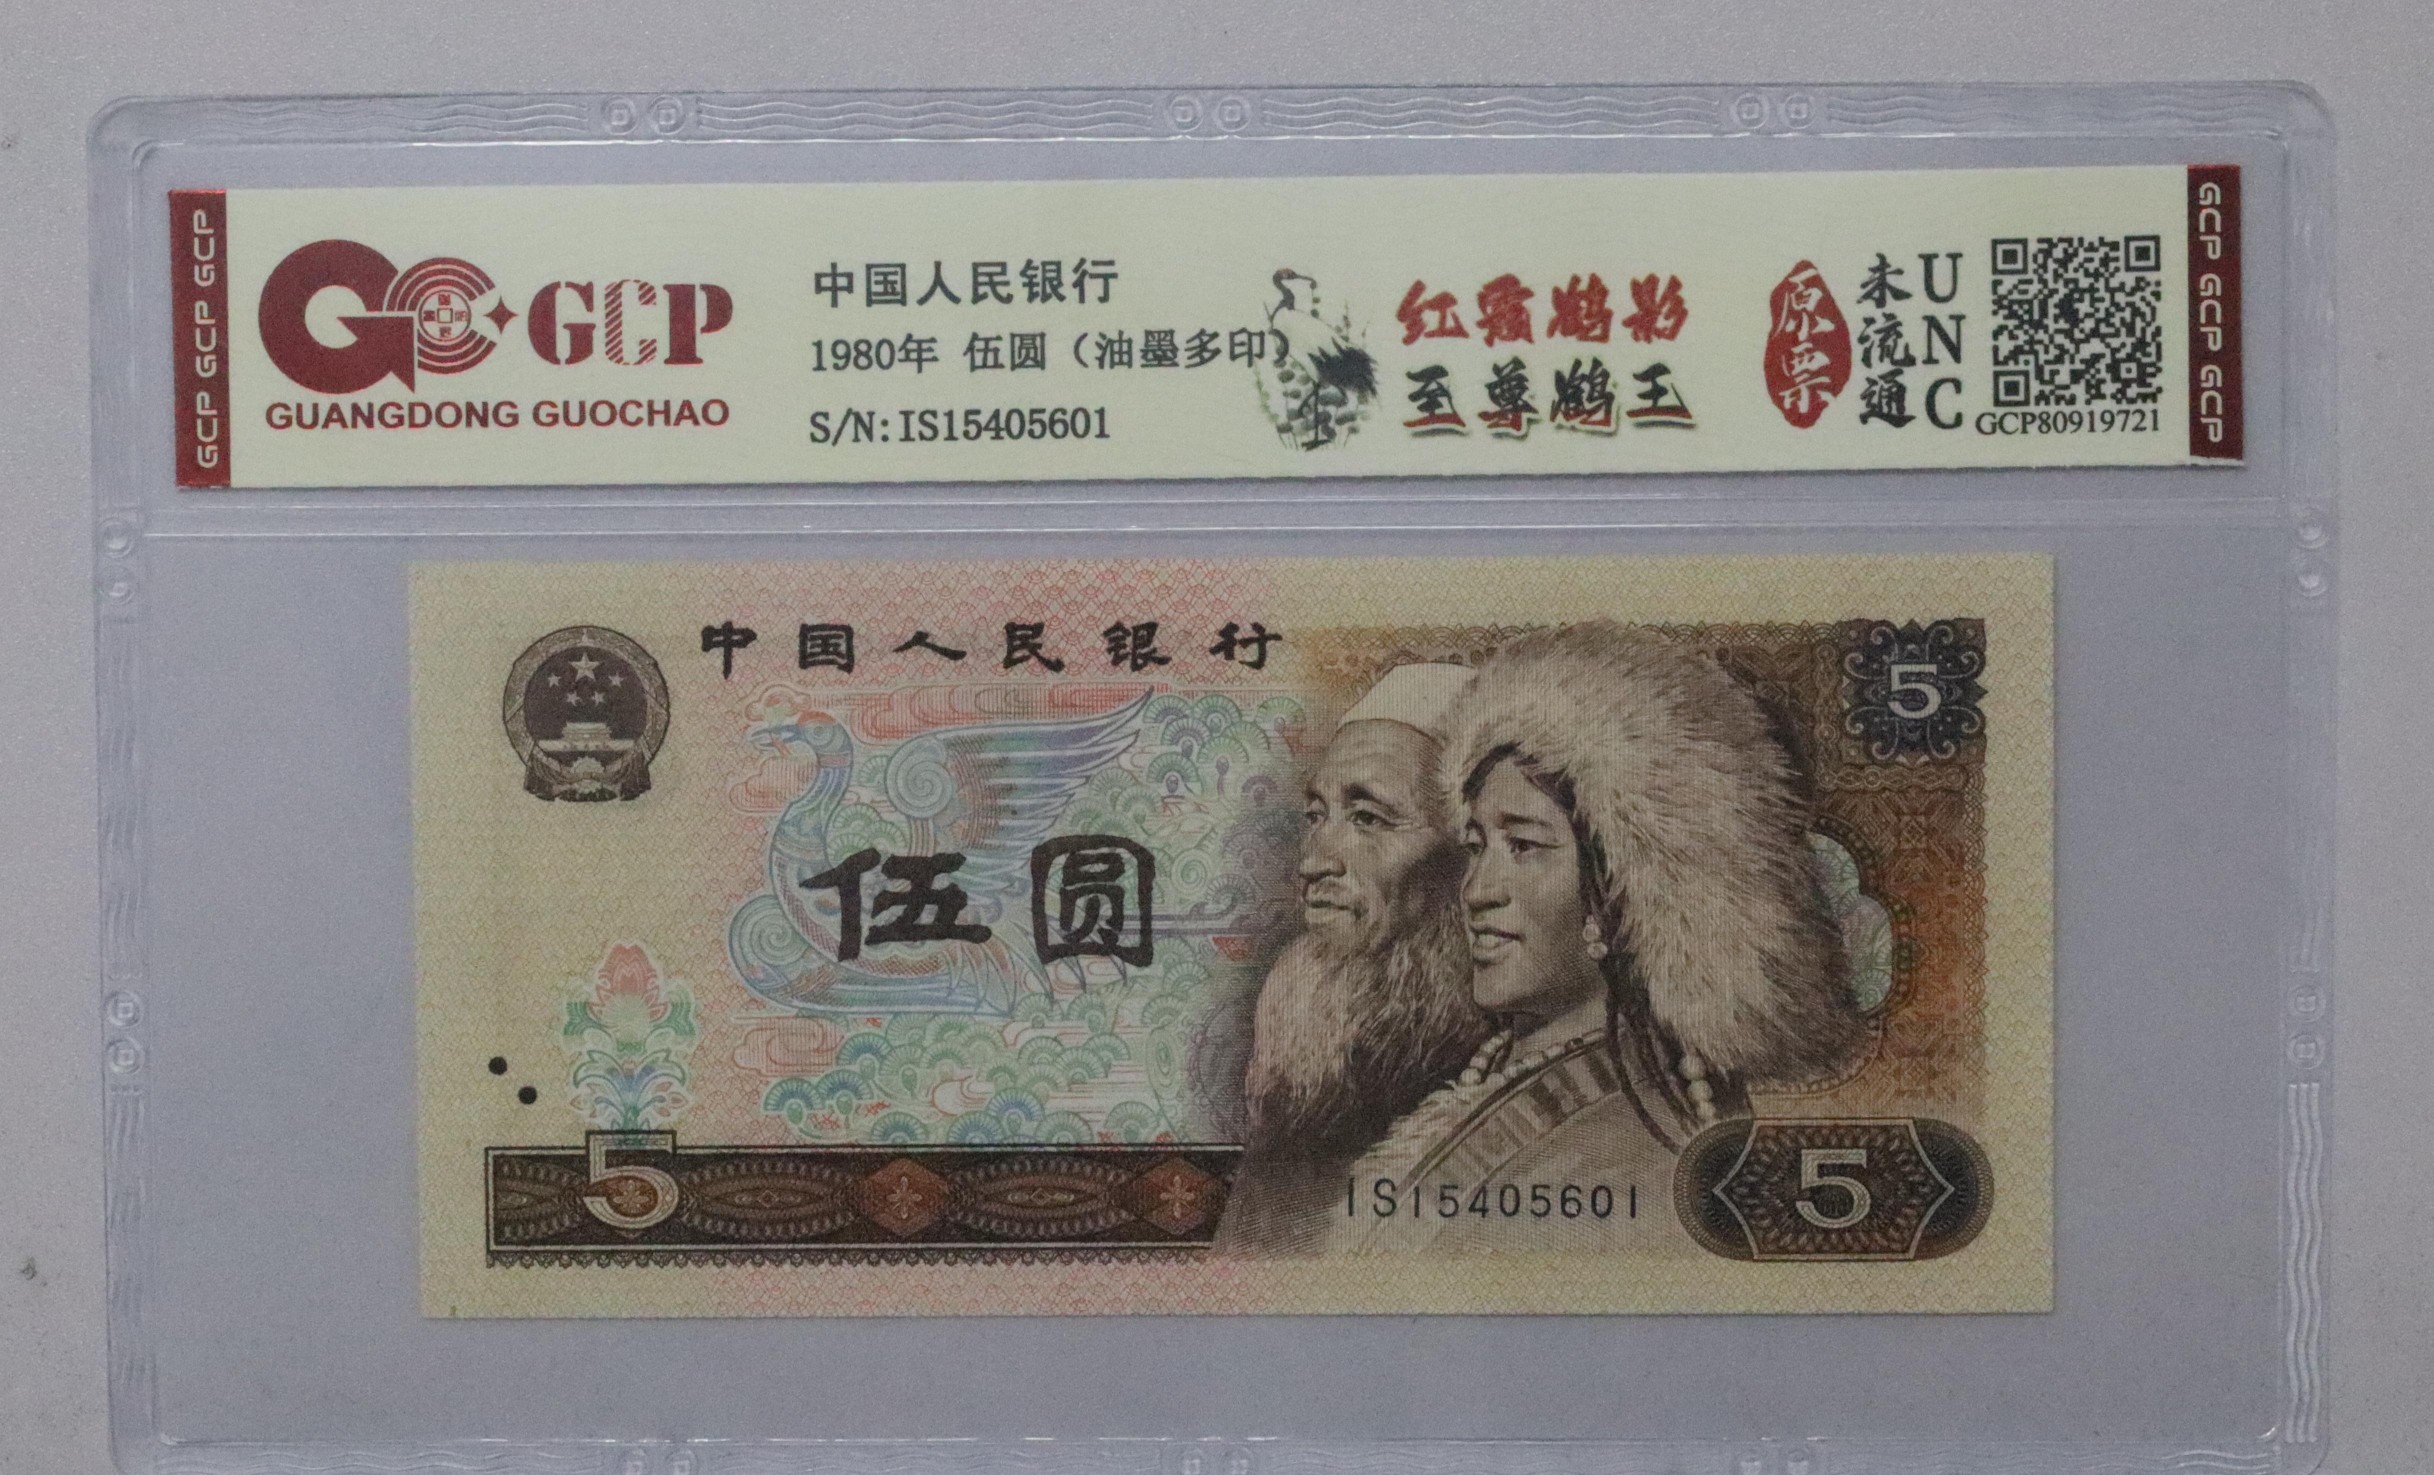 GCP GCP GCP
GCP
GUANGDONG GUOCHAO
中国人民银行
1980年 伍圆（油墨多印）
S/N:IS15405601
红霞鹤影
至尊鹤王
原票
未流通
UNC
GCP80919721
GCP GCP GCP
中国人民银行
5
伍圆
5
IS15405601
5